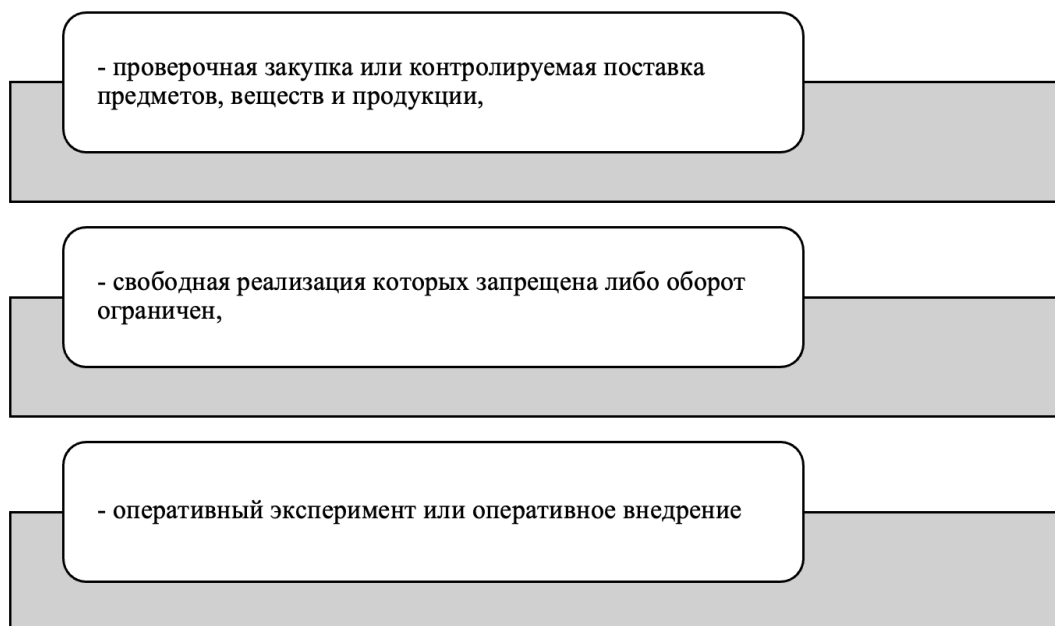 - проверочная закупка или контролируемая поставка
предметов, веществ и продукции,
- свободная реализация которых запрещена либо оборот
ограничен,
- оперативный эксперимент или оперативное внедрение